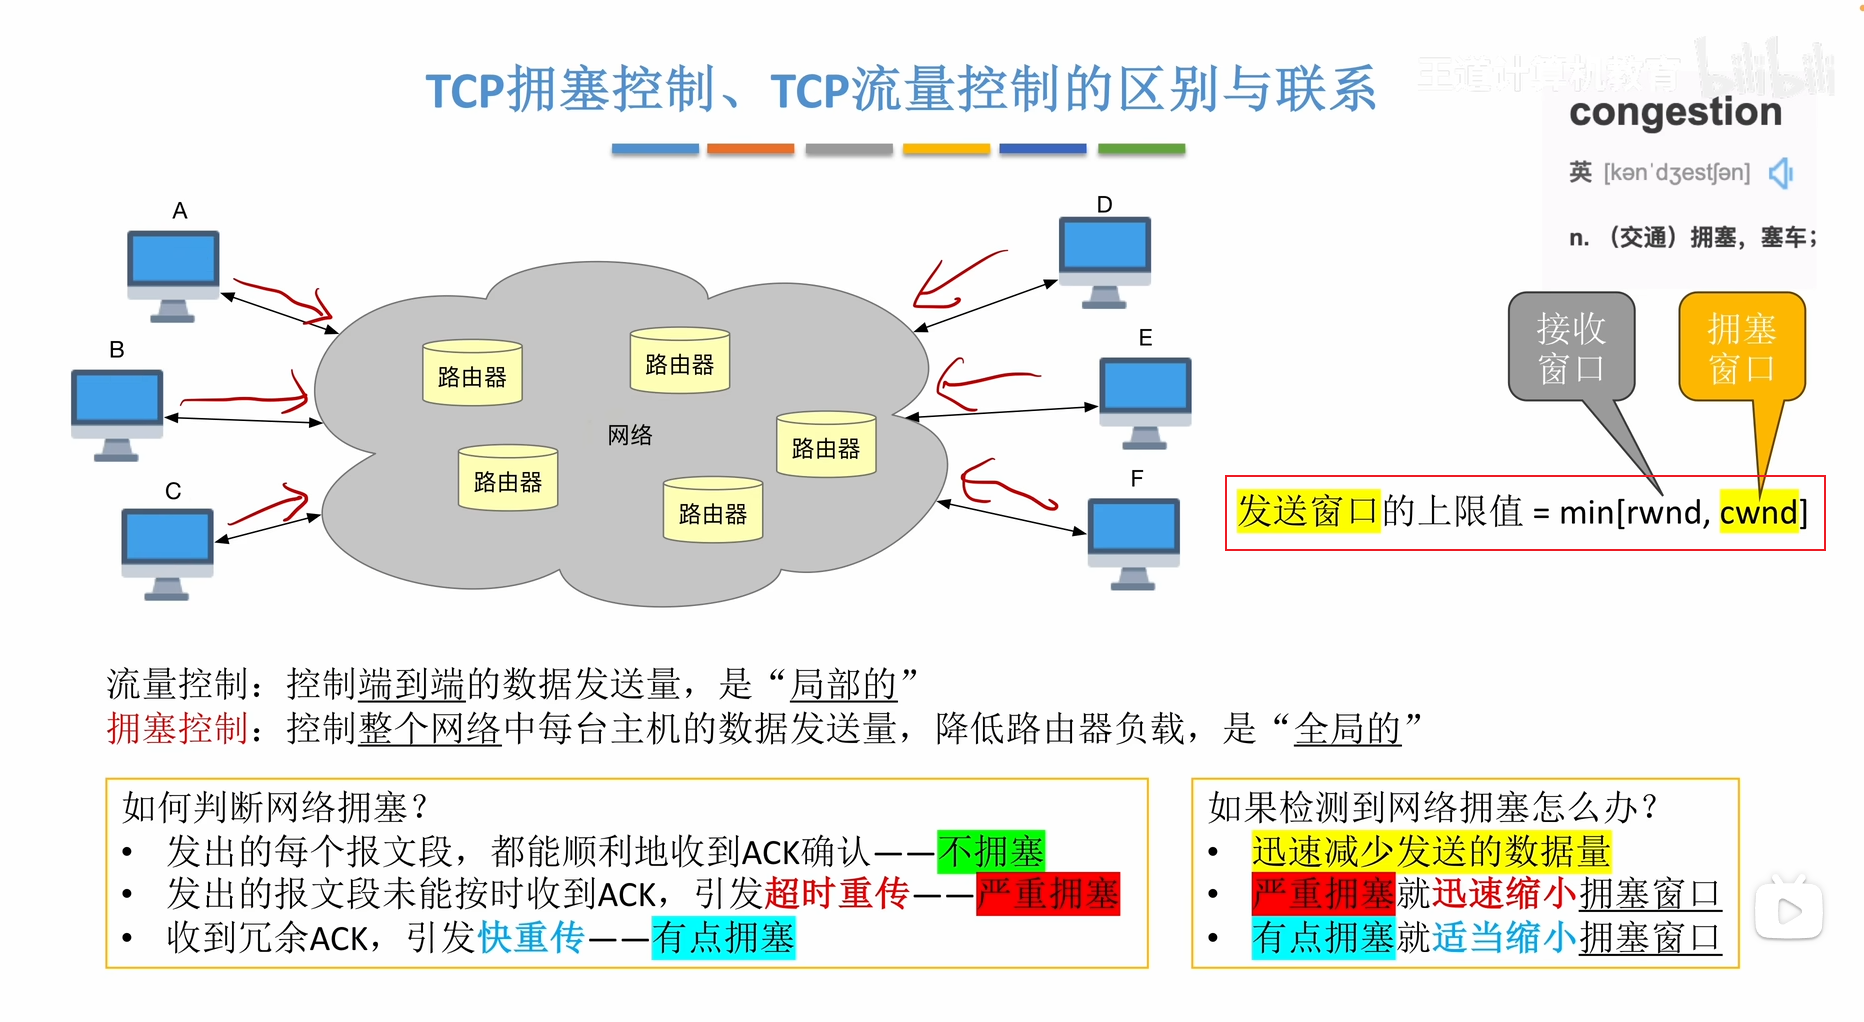 王道计算机教育 bilibili
TCP拥塞控制、TCP流量控制的区别与联系
congestion
英 [kənˈdʒestʃən]
n. （交通）拥塞，塞车；
A
B
C
D
E
F
路由器
路由器
路由器
路由器
路由器
网络
接收
窗口
拥塞
窗口
发送窗口的上限值 = min[rwnd, cwnd]
流量控制：控制端到端的数据发送量，是“局部的”
拥塞控制：控制整个网络中每台主机的数据发送量，降低路由器负载，是“全局的”
如何判断网络拥塞？
• 发出的每个报文段，都能顺利地收到ACK确认——不拥塞
• 发出的报文段未能按时收到ACK，引发超时重传——严重拥塞
• 收到冗余ACK，引发快重传——有点拥塞
如果检测到网络拥塞怎么办？
• 迅速减少发送的数据量
• 严重拥塞就迅速缩小拥塞窗口
• 有点拥塞就适当缩小拥塞窗口